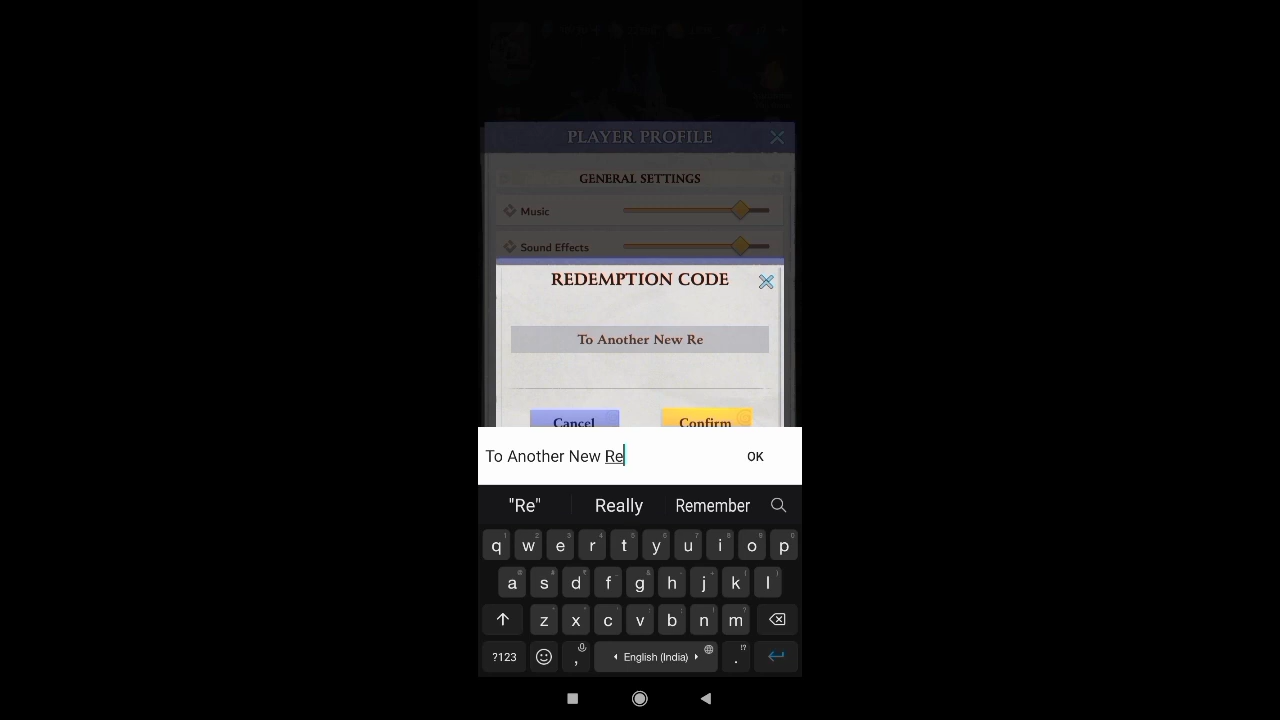 PLAYER PROFILE
GENERAL SETTINGS
Music
Sound Effects
REDEMPTION CODE
To Another New Re
Cancel
Confirm
To Another New Re
OK
"Re"
Really
Remember
q w e r t y u i o p
a s d f g h j k l
z x c v b n m
?123
,
English (India)
.